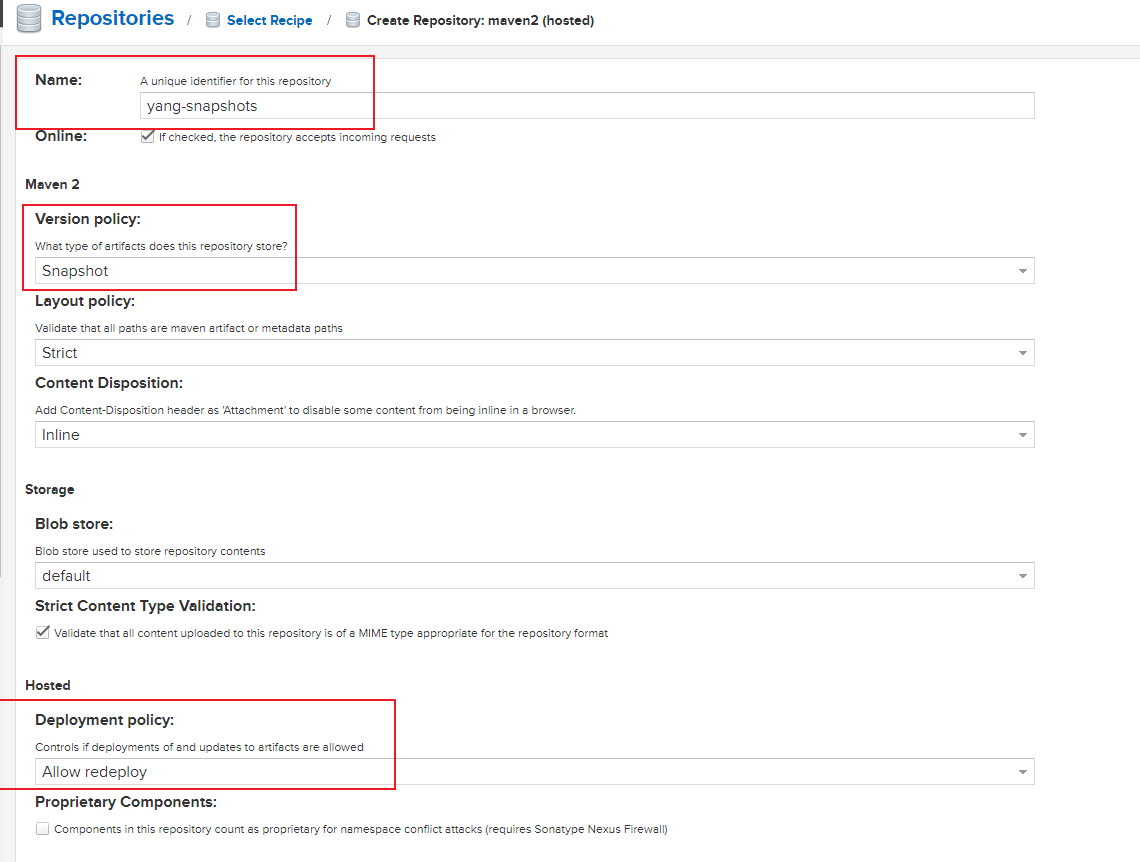 Repositories / Select Recipe / Create Repository: maven2 (hosted)
Name: A unique identifier for this repository
yang-snapshots
Online: If checked, the repository accepts incoming requests
Maven 2
Version policy:
What type of artifacts does this repository store?
Snapshot
Layout policy:
Validate that all paths are maven artifact or metadata paths
Strict
Content Disposition:
Add Content-Disposition header as 'Attachment' to disable some content from being inline in a browser.
Inline
Storage
Blob store:
Blob store used to store repository contents
default
Strict Content Type Validation:
Validate that all content uploaded to this repository is of a MIME type appropriate for the repository format
Hosted
Deployment policy:
Controls if deployments of and updates to artifacts are allowed
Allow redeploy
Proprietary Components:
Components in this repository count as proprietary for namespace conflict attacks (requires Sonatype Nexus Firewall)